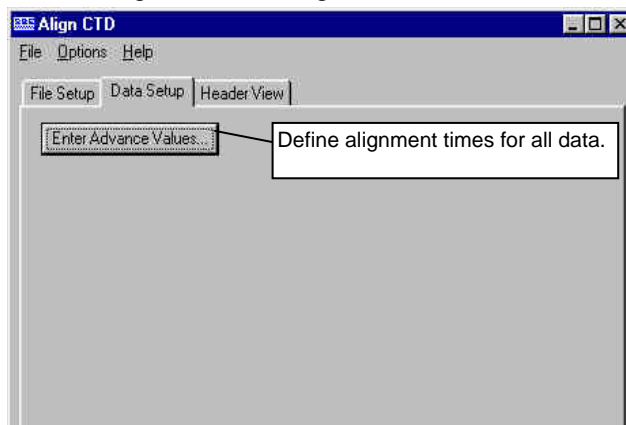 Align CTD
File Options Help
File Setup Data Setup Header View
Enter Advance Values...
Define alignment times for all data.